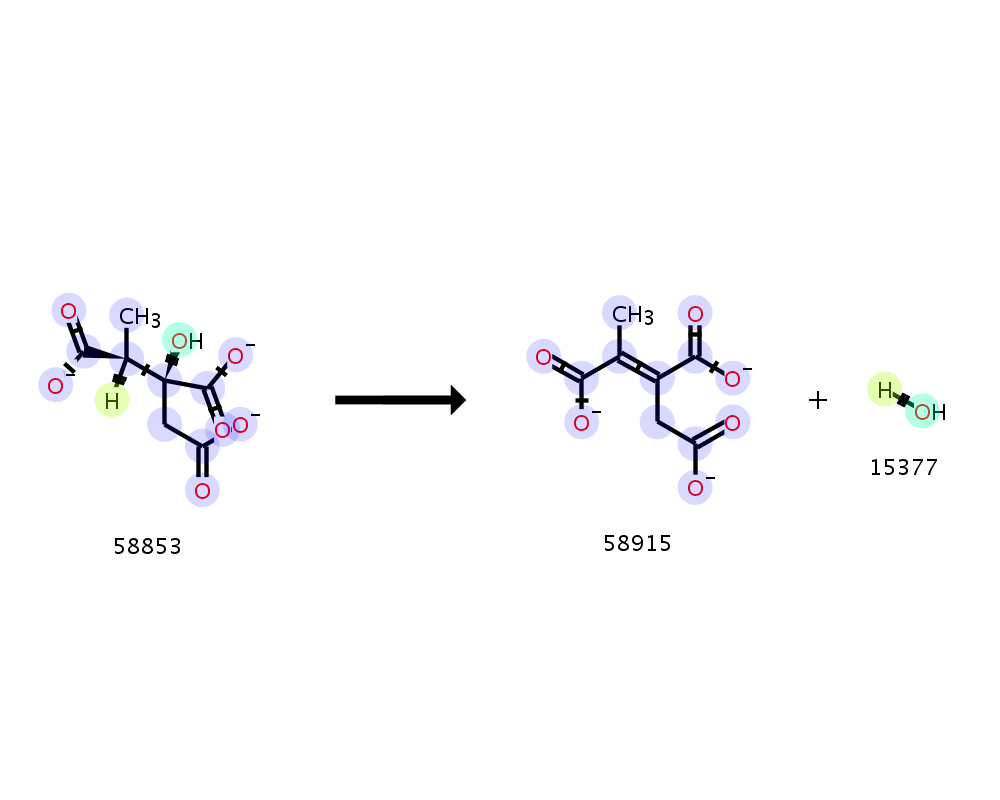 O CH3 OH O−
O− H O O−
O
58853
CH3 O
O O−
O− O
O−
58915
+
H OH
15377